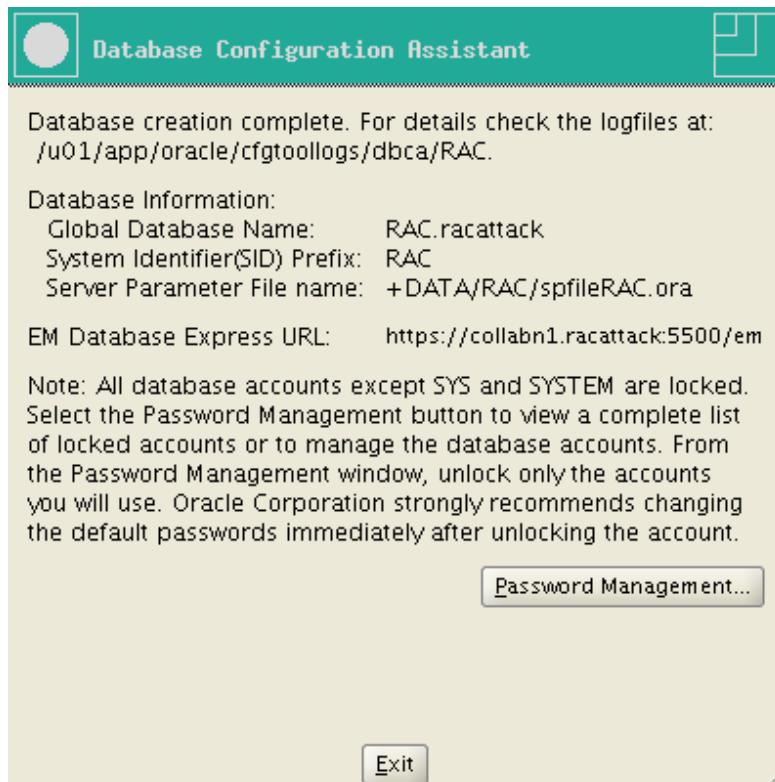 Database Configuration Assistant
Database creation complete. For details check the logfiles at:
/u01/app/oracle/cfgtoollogs/dbca/RAC.
Database Information:
Global Database Name: RAC.racattack
System Identifier(SID) Prefix: RAC
Server Parameter File name: +DATA/RAC/spfileRAC.ora
EM Database Express URL: https://collabn1.racattack:5500/em
Note: All database accounts except SYS and SYSTEM are locked.
Select the Password Management button to view a complete list
of locked accounts or to manage the database accounts. From
the Password Management window, unlock only the accounts
you will use. Oracle Corporation strongly recommends changing
the default passwords immediately after unlocking the account.
Password Management...
Exit